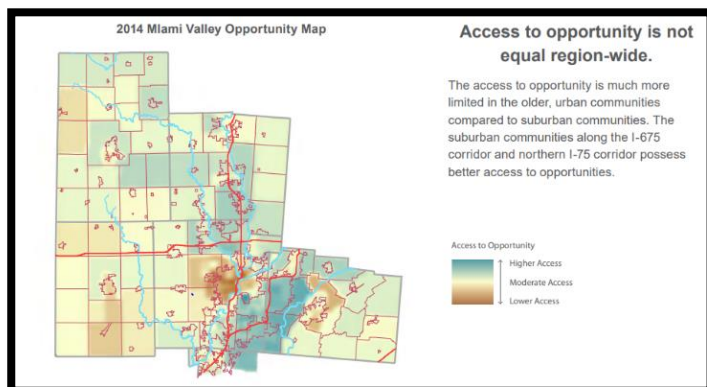 2014 MIami Valley Opportunity Map
Access to opportunity is not
equal region-wide.
The access to opportunity is much more
limited in the older, urban communities
compared to suburban communities. The
suburban communities along the I-675
corridor and northern I-75 corridor possess
better access to opportunities.
Access to Opportunity
Higher Access
Moderate Access
Lower Access